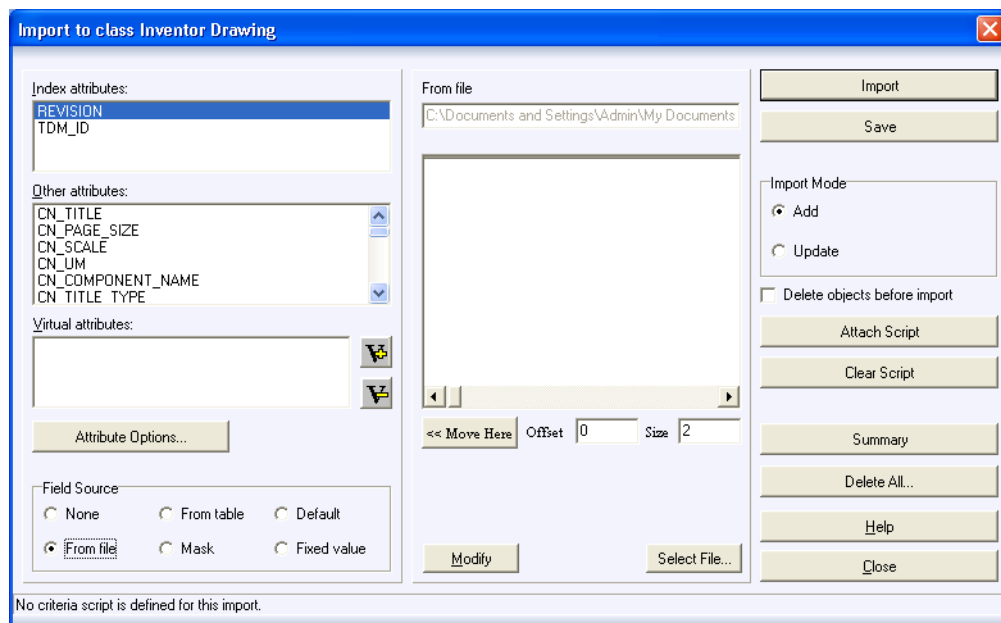 Import to class Inventor Drawing
Index attributes:
REVISION
TDM_ID
Other attributes:
CN_TITLE
CN_PAGE_SIZE
CN_SCALE
CN_UM
CN_COMPONENT_NAME
CN_TITLE_TYPE
Virtual attributes:
V+
V-
Attribute Options...
Field Source
None
From table
Default
From file
Mask
Fixed value
From file
C:\Documents and Settings\Admin\My Documents
<< Move Here
Offset
0
Size
2
Modify
Select File...
Import
Save
Import Mode
Add
Update
Delete objects before import
Attach Script
Clear Script
Summary
Delete All...
Help
Close
No criteria script is defined for this import.